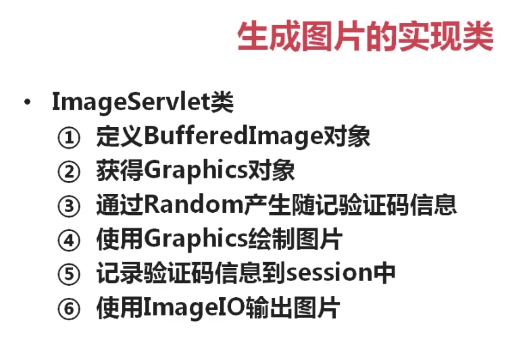 生成图片的实现类
• ImageServlet类
① 定义BufferedImage对象
② 获得Graphics对象
③ 通过Random产生随记验证码信息
④ 使用Graphics绘制图片
⑤ 记录验证码信息到session中
⑥ 使用ImageIO输出图片